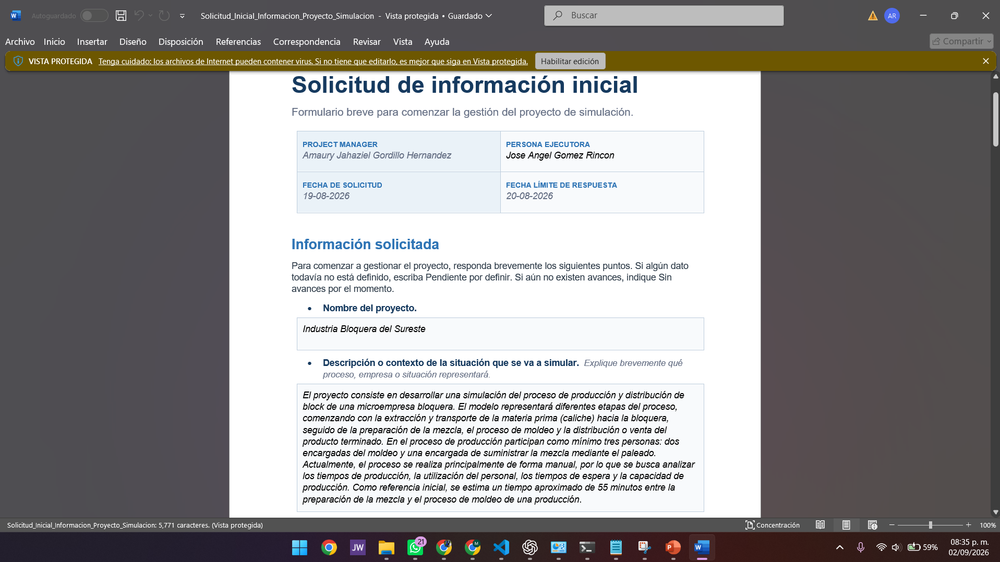 Autoguardado
Solicitud_Inicial_Informacion_Proyecto_Simulacion - Vista protegida • Guardado
Buscar
AR
Archivo Inicio Insertar Diseño Disposición Referencias Correspondencia Revisar Vista Ayuda
Compartir
VISTA PROTEGIDA Tenga cuidado: los archivos de Internet pueden contener virus. Si no tiene que editarlo, es mejor que siga en Vista protegida. Habilitar edición
Solicitud de información inicial
Formulario breve para comenzar la gestión del proyecto de simulación.
PROJECT MANAGER
Amaury Jahaziel Gordillo Hernandez
PERSONA EJECUTORA
Jose Angel Gomez Rincon
FECHA DE SOLICITUD
19-08-2026
FECHA LÍMITE DE RESPUESTA
20-08-2026
Información solicitada
Para comenzar a gestionar el proyecto, responda brevemente los siguientes puntos. Si algún dato
todavía no está definido, escriba Pendiente por definir. Si aún no existen avances, indique Sin
avances por el momento.
• Nombre del proyecto.
Industria Bloquera del Sureste
• Descripción o contexto de la situación que se va a simular. Explique brevemente qué
proceso, empresa o situación representará.
El proyecto consiste en desarrollar una simulación del proceso de producción y distribución de
block de una microempresa bloquera. El modelo representará diferentes etapas del proceso,
comenzando con la extracción y transporte de la materia prima (caliche) hacia la bloquera,
seguido de la preparación de la mezcla, el proceso de moldeo y la distribución o venta del
producto terminado. En el proceso de producción participan como mínimo tres personas: dos
encargadas del moldeo y una encargada de suministrar la mezcla mediante el paleado.
Actualmente, el proceso se realiza principalmente de forma manual, por lo que se busca analizar
los tiempos de producción, la utilización del personal, los tiempos de espera y la capacidad de
producción. Como referencia inicial, se estima un tiempo aproximado de 55 minutos entre la
preparación de la mezcla y el proceso de moldeo de una producción.
Solicitud_Inicial_Informacion_Proyecto_Simulacion: 5,771 caracteres. (Vista protegida)
Concentración
100%
JW
21
M
P
W
59%
08:35 p. m.
02/09/2026